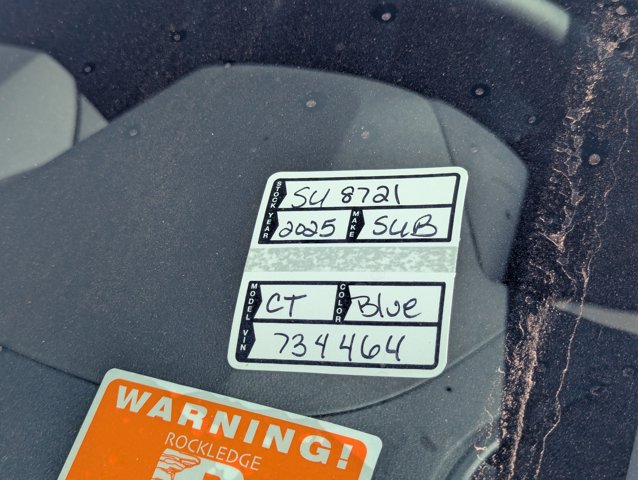 STOCK SU 8721
YEAR 2025 MAKE SUB
MODEL CT COLOR Blue
VIN 734464
WARNING!
ROCKLEDGE